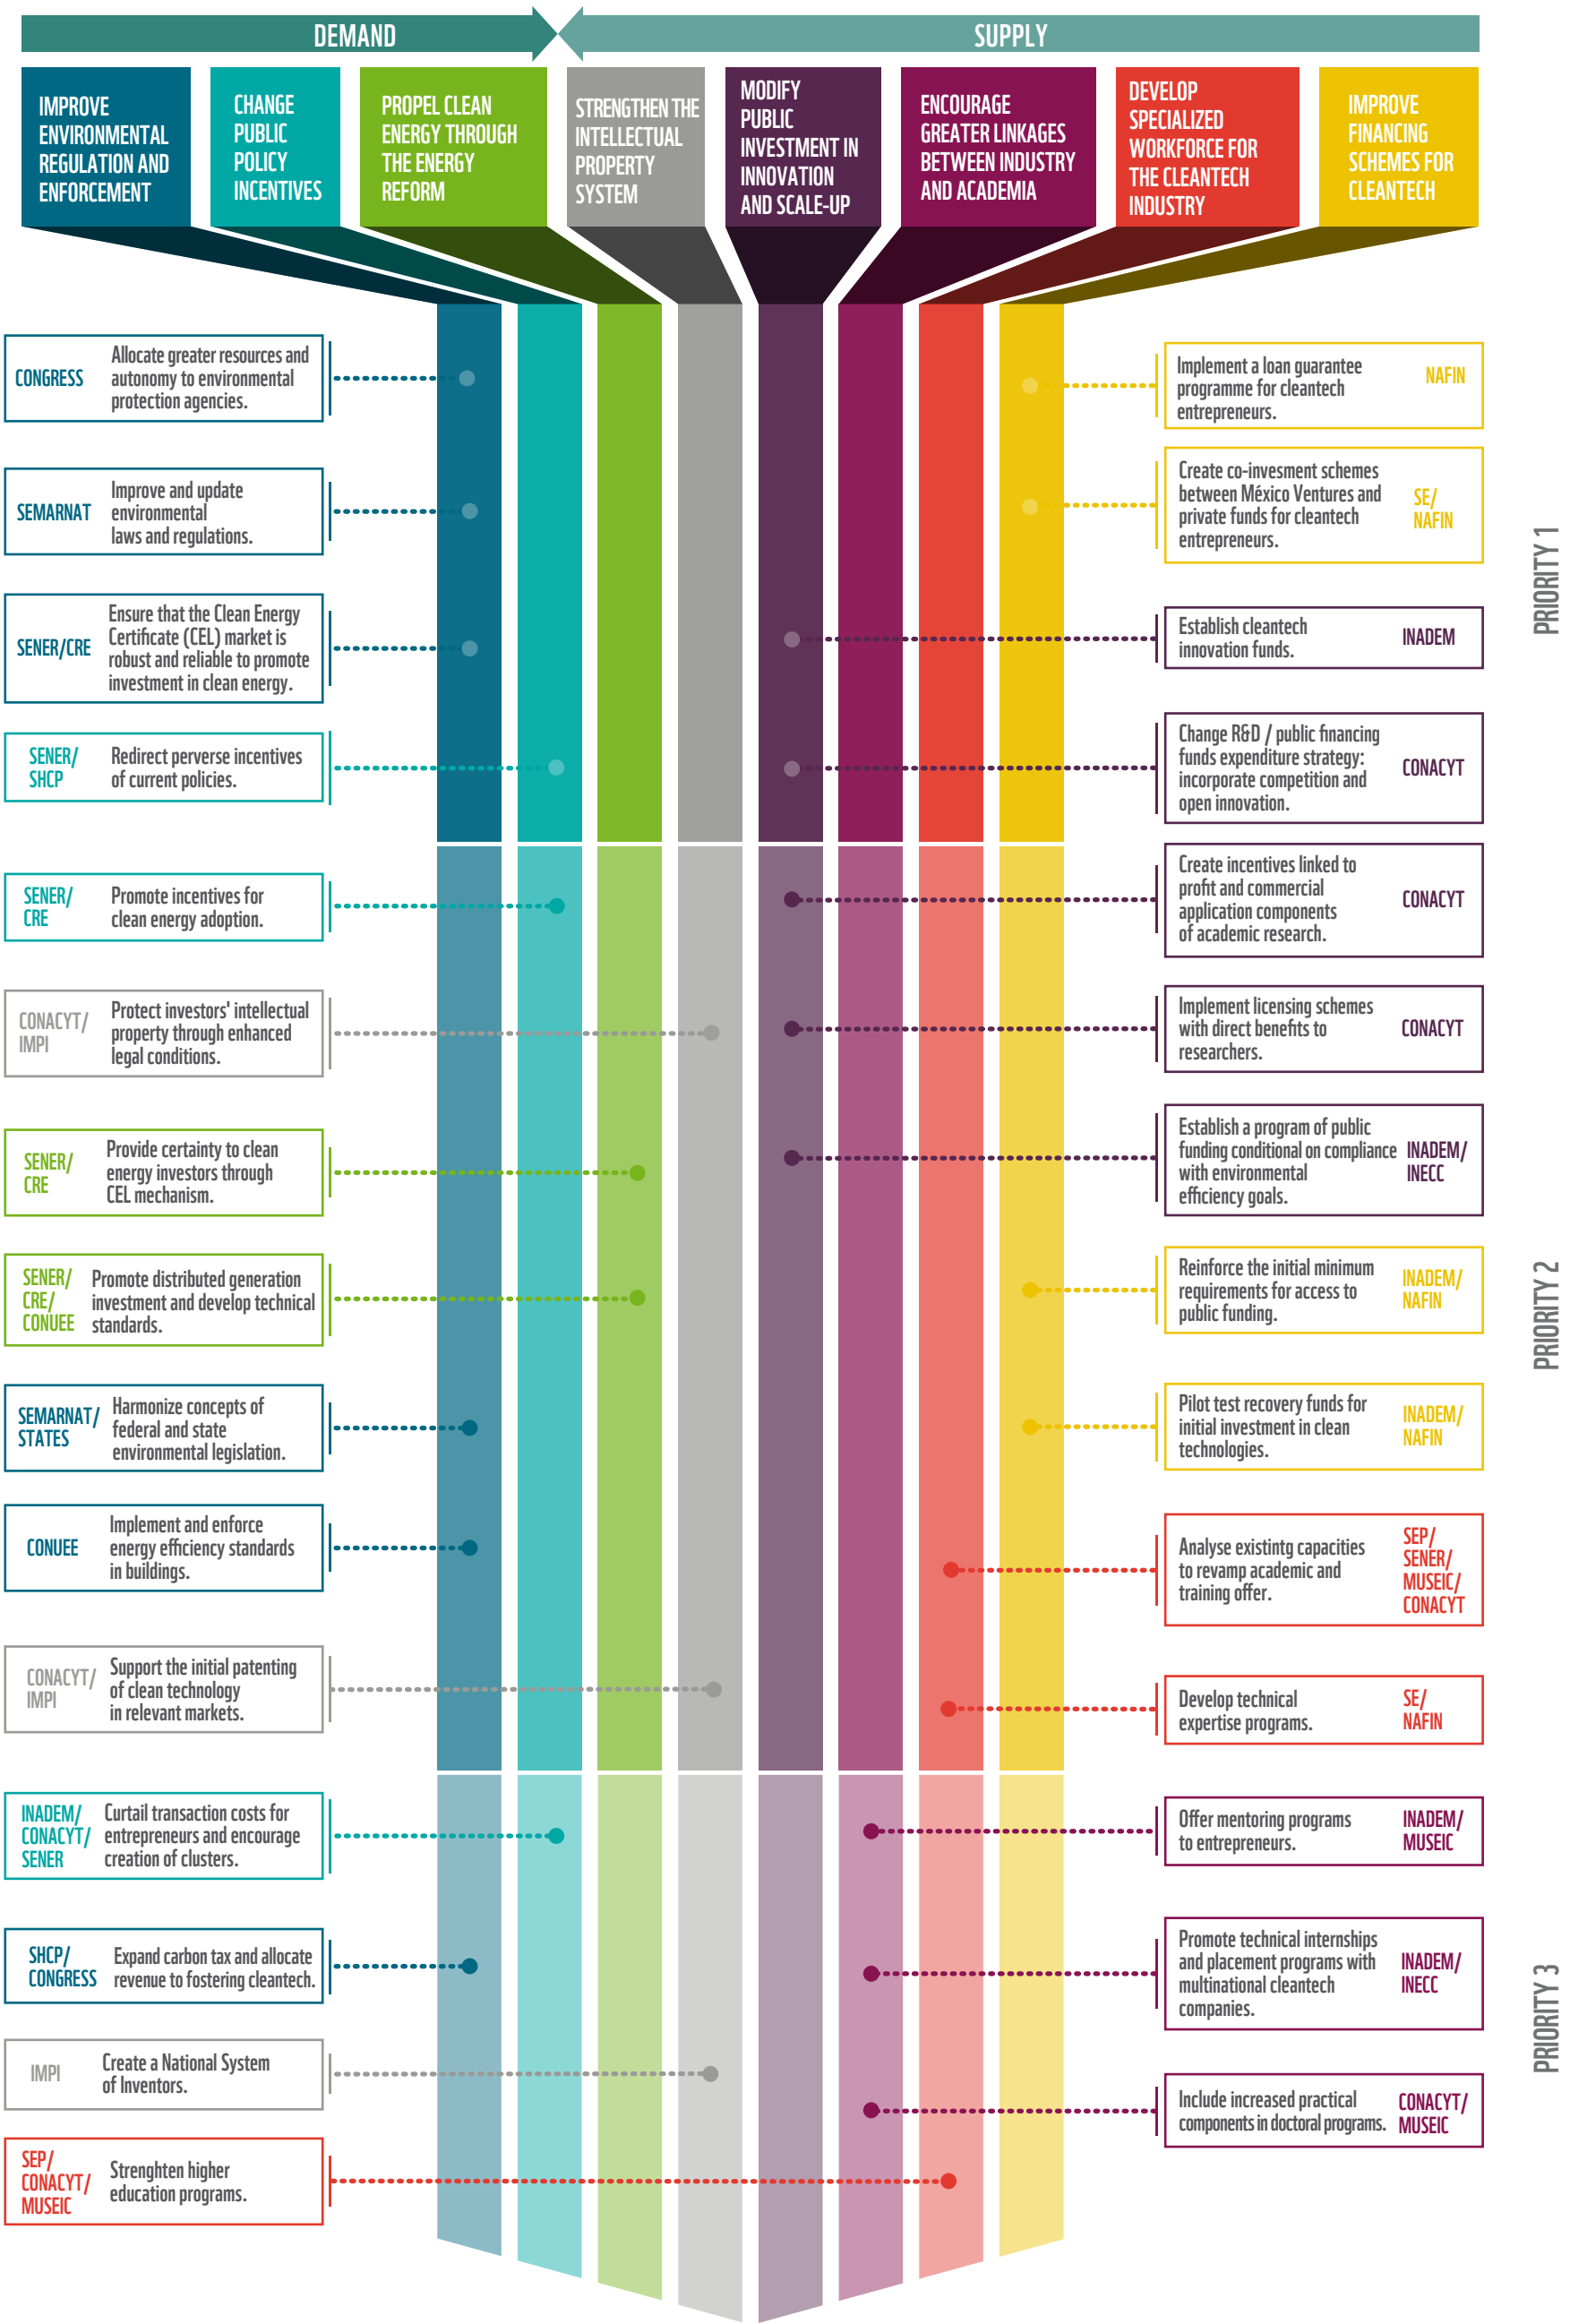 DEMAND
SUPPLY
IMPROVE
ENVIRONMENTAL
REGULATION AND
ENFORCEMENT
CHANGE
PUBLIC
POLICY
INCENTIVES
PROPEL CLEAN
ENERGY THROUGH
THE ENERGY
REFORM
STRENGTHEN THE
INTELLECTUAL
PROPERTY
SYSTEM
MODIFY
PUBLIC
INVESTMENT IN
INNOVATION
AND SCALE-UP
ENCOURAGE
GREATER LINKAGES
BETWEEN INDUSTRY
AND ACADEMIA
DEVELOP
SPECIALIZED
WORKFORCE FOR
THE CLEANTECH
INDUSTRY
IMPROVE
FINANCING
SCHEMES FOR
CLEANTECH
CONGRESS
Allocate greater resources and
autonomy to environmental
protection agencies.
SEMARNAT
Improve and update
environmental
laws and regulations.
SENER/CRE
Ensure that the Clean Energy
Certificate (CEL) market is
robust and reliable to promote
investment in clean energy.
SENER/
SHCP
Redirect perverse incentives
of current policies.
SENER/
CRE
Promote incentives for
clean energy adoption.
CONACYT/
IMPI
Protect investors' intellectual
property through enhanced
legal conditions.
SENER/
CRE
Provide certainty to clean
energy investors through
CEL mechanism.
SENER/
CRE/
CONUEE
Promote distributed generation
investment and develop technical
standards.
SEMARNAT/
STATES
Harmonize concepts of
federal and state
environmental legislation.
CONUEE
Implement and enforce
energy efficiency standards
in buildings.
CONACYT/
IMPI
Support the initial patenting
of clean technology
in relevant markets.
INADEM/
CONACYT/
SENER
Curtail transaction costs for
entrepreneurs and encourage
creation of clusters.
SHCP/
CONGRESS
Expand carbon tax and allocate
revenue to fostering cleantech.
IMPI
Create a National System
of Inventors.
SEP/
CONACYT/
MUSEIC
Strenghten higher
education programs.
Implement a loan guarantee
programme for cleantech
entrepreneurs.
NAFIN
Create co-invesment schemes
between México Ventures and
private funds for cleantech
entrepreneurs.
SE/
NAFIN
Establish cleantech
innovation funds.
INADEM
Change R&D / public financing
funds expenditure strategy:
incorporate competition and
open innovation.
CONACYT
Create incentives linked to
profit and commercial
application components
of academic research.
CONACYT
Implement licensing schemes
with direct benefits to
researchers.
CONACYT
Establish a program of public
funding conditional on compliance
with environmental
efficiency goals.
INADEM/
INECC
Reinforce the initial minimum
requirements for access to
public funding.
INADEM/
NAFIN
Pilot test recovery funds for
initial investment in clean
technologies.
INADEM/
NAFIN
Analyse existintg capacities
to revamp academic and
training offer.
SEP/
SENER/
MUSEIC/
CONACYT
Develop technical
expertise programs.
SE/
NAFIN
Offer mentoring programs
to entrepreneurs.
INADEM/
MUSEIC
Promote technical internships
and placement programs with
multinational cleantech
companies.
INADEM/
INECC
Include increased practical
components in doctoral programs.
CONACYT/
MUSEIC
PRIORITY 1
PRIORITY 2
PRIORITY 3